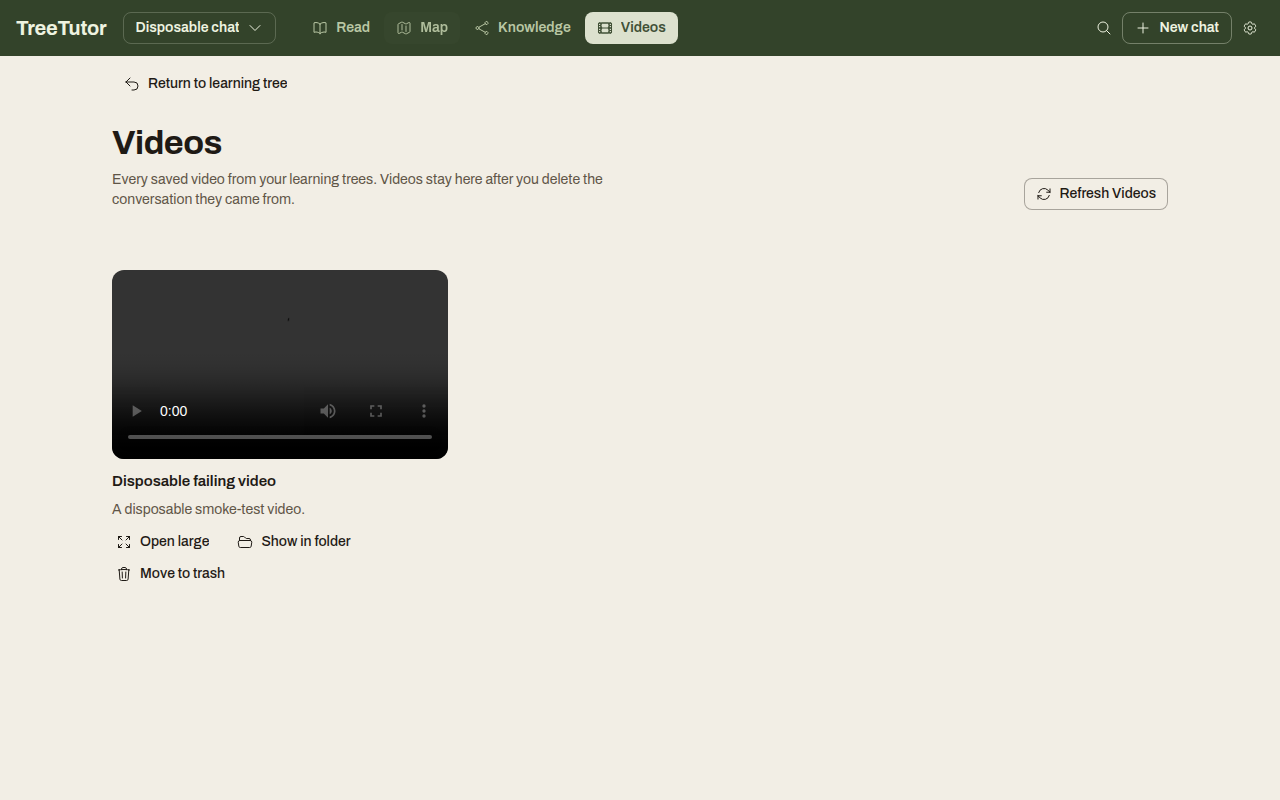 TreeTutor
Disposable chat
Read
Map
Knowledge
Videos
New chat
Return to learning tree
Videos
Every saved video from your learning trees. Videos stay here after you delete the
conversation they came from.
Refresh Videos
0:00
Disposable failing video
A disposable smoke-test video.
Open large
Show in folder
Move to trash